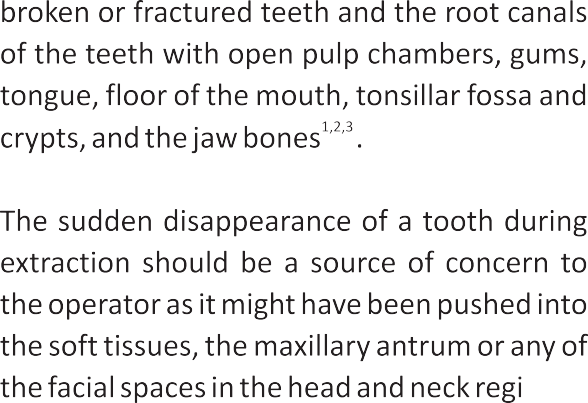 broken or fractured teeth and the root canals
of the teeth with open pulp chambers, gums,
tongue, floor of the mouth, tonsillar fossa and
crypts, and the jaw bones1,2,3.

The sudden disappearance of a tooth during
extraction should be a source of concern to
the operator as it might have been pushed into
the soft tissues, the maxillary antrum or any of
the facial spaces in the head and neck regi